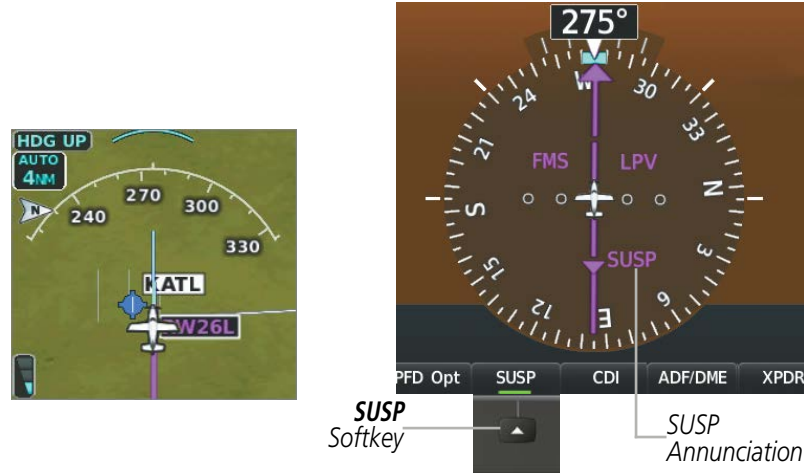 HDG UP
AUTO
4NM
N
240
270
300
330
KATL
RW26L
275°
21
24
W
30
33
N
3
6
E
12
15
S
FMS
LPV
SUSP
PFD Opt
SUSP
CDI
ADF/DME
XPDR
SUSP
Softkey
SUSP
Annunciation